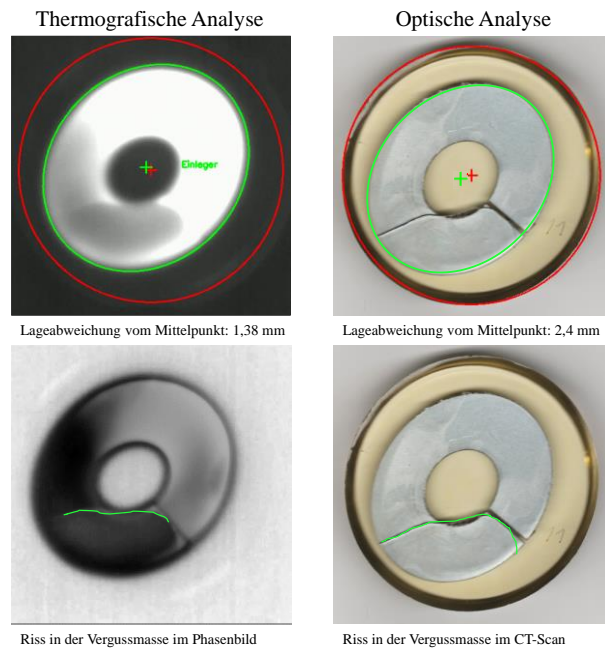 Thermografische Analyse
Optische Analyse
Einleger
Lageabweichung vom Mittelpunkt: 1,38 mm
Lageabweichung vom Mittelpunkt: 2,4 mm
Riss in der Vergussmasse im Phasenbild
Riss in der Vergussmasse im CT-Scan